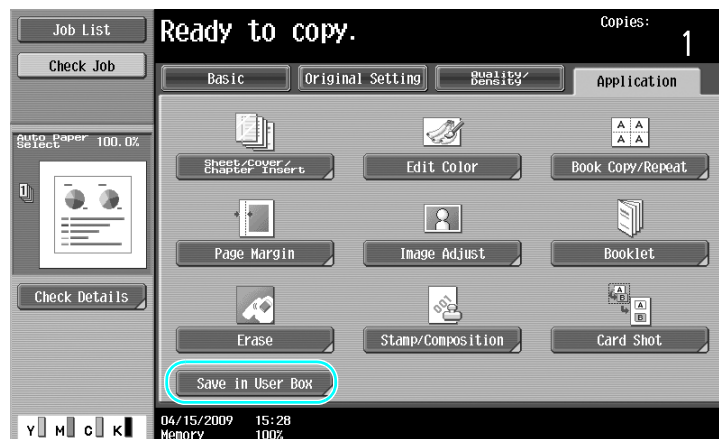 Job List
Ready to copy.
Copies:
1
Check Job
Basic
Original Setting
Quality/
Density
Application
Auto Paper
Select
100.0%
Sheet/Cover/
Chapter Insert
Edit Color
Book Copy/Repeat
Page Margin
Image Adjust
Booklet
Check Details
Erase
Stamp/Composition
Card Shot
Save in User Box
Y M C K
04/15/2009 15:28
Memory 100%